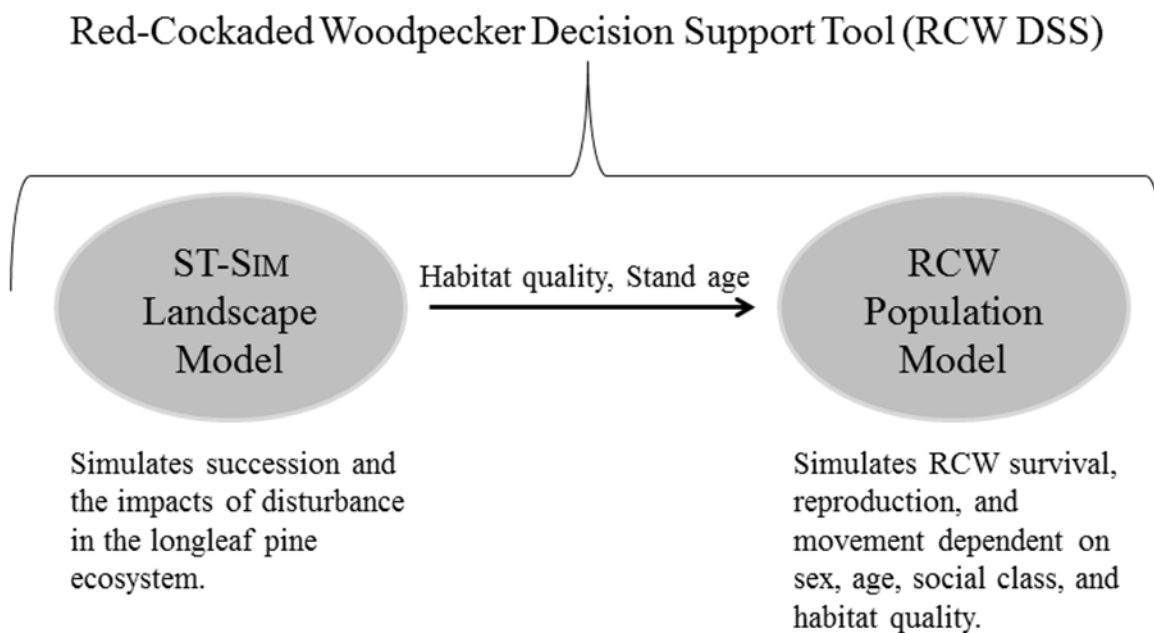 Red-Cockaded Woodpecker Decision Support Tool (RCW DSS)
ST-SIM
Landscape
Model
Habitat quality, Stand age
RCW
Population
Model
Simulates succession and
the impacts of disturbance
in the longleaf pine
ecosystem.
Simulates RCW survival,
reproduction, and
movement dependent on
sex, age, social class, and
habitat quality.